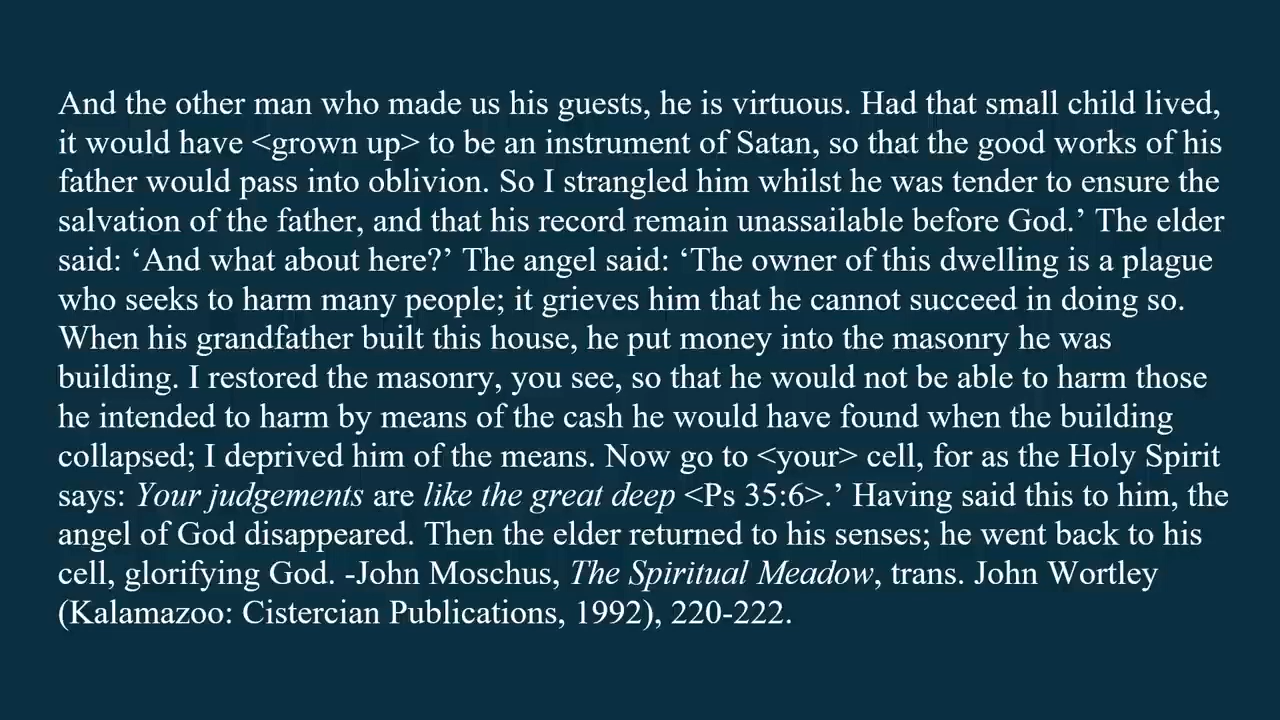 And the other man who made us his guests, he is virtuous. Had that small child lived,
it would have <grown up> to be an instrument of Satan, so that the good works of his
father would pass into oblivion. So I strangled him whilst he was tender to ensure the
salvation of the father, and that his record remain unassailable before God.’ The elder
said: ‘And what about here?’ The angel said: ‘The owner of this dwelling is a plague
who seeks to harm many people; it grieves him that he cannot succeed in doing so.
When his grandfather built this house, he put money into the masonry he was
building. I restored the masonry, you see, so that he would not be able to harm those
he intended to harm by means of the cash he would have found when the building
collapsed; I deprived him of the means. Now go to <your> cell, for as the Holy Spirit
says: Your judgements are like the great deep <Ps 35:6>.’ Having said this to him, the
angel of God disappeared. Then the elder returned to his senses; he went back to his
cell, glorifying God. -John Moschus, The Spiritual Meadow, trans. John Wortley
(Kalamazoo: Cistercian Publications, 1992), 220-222.